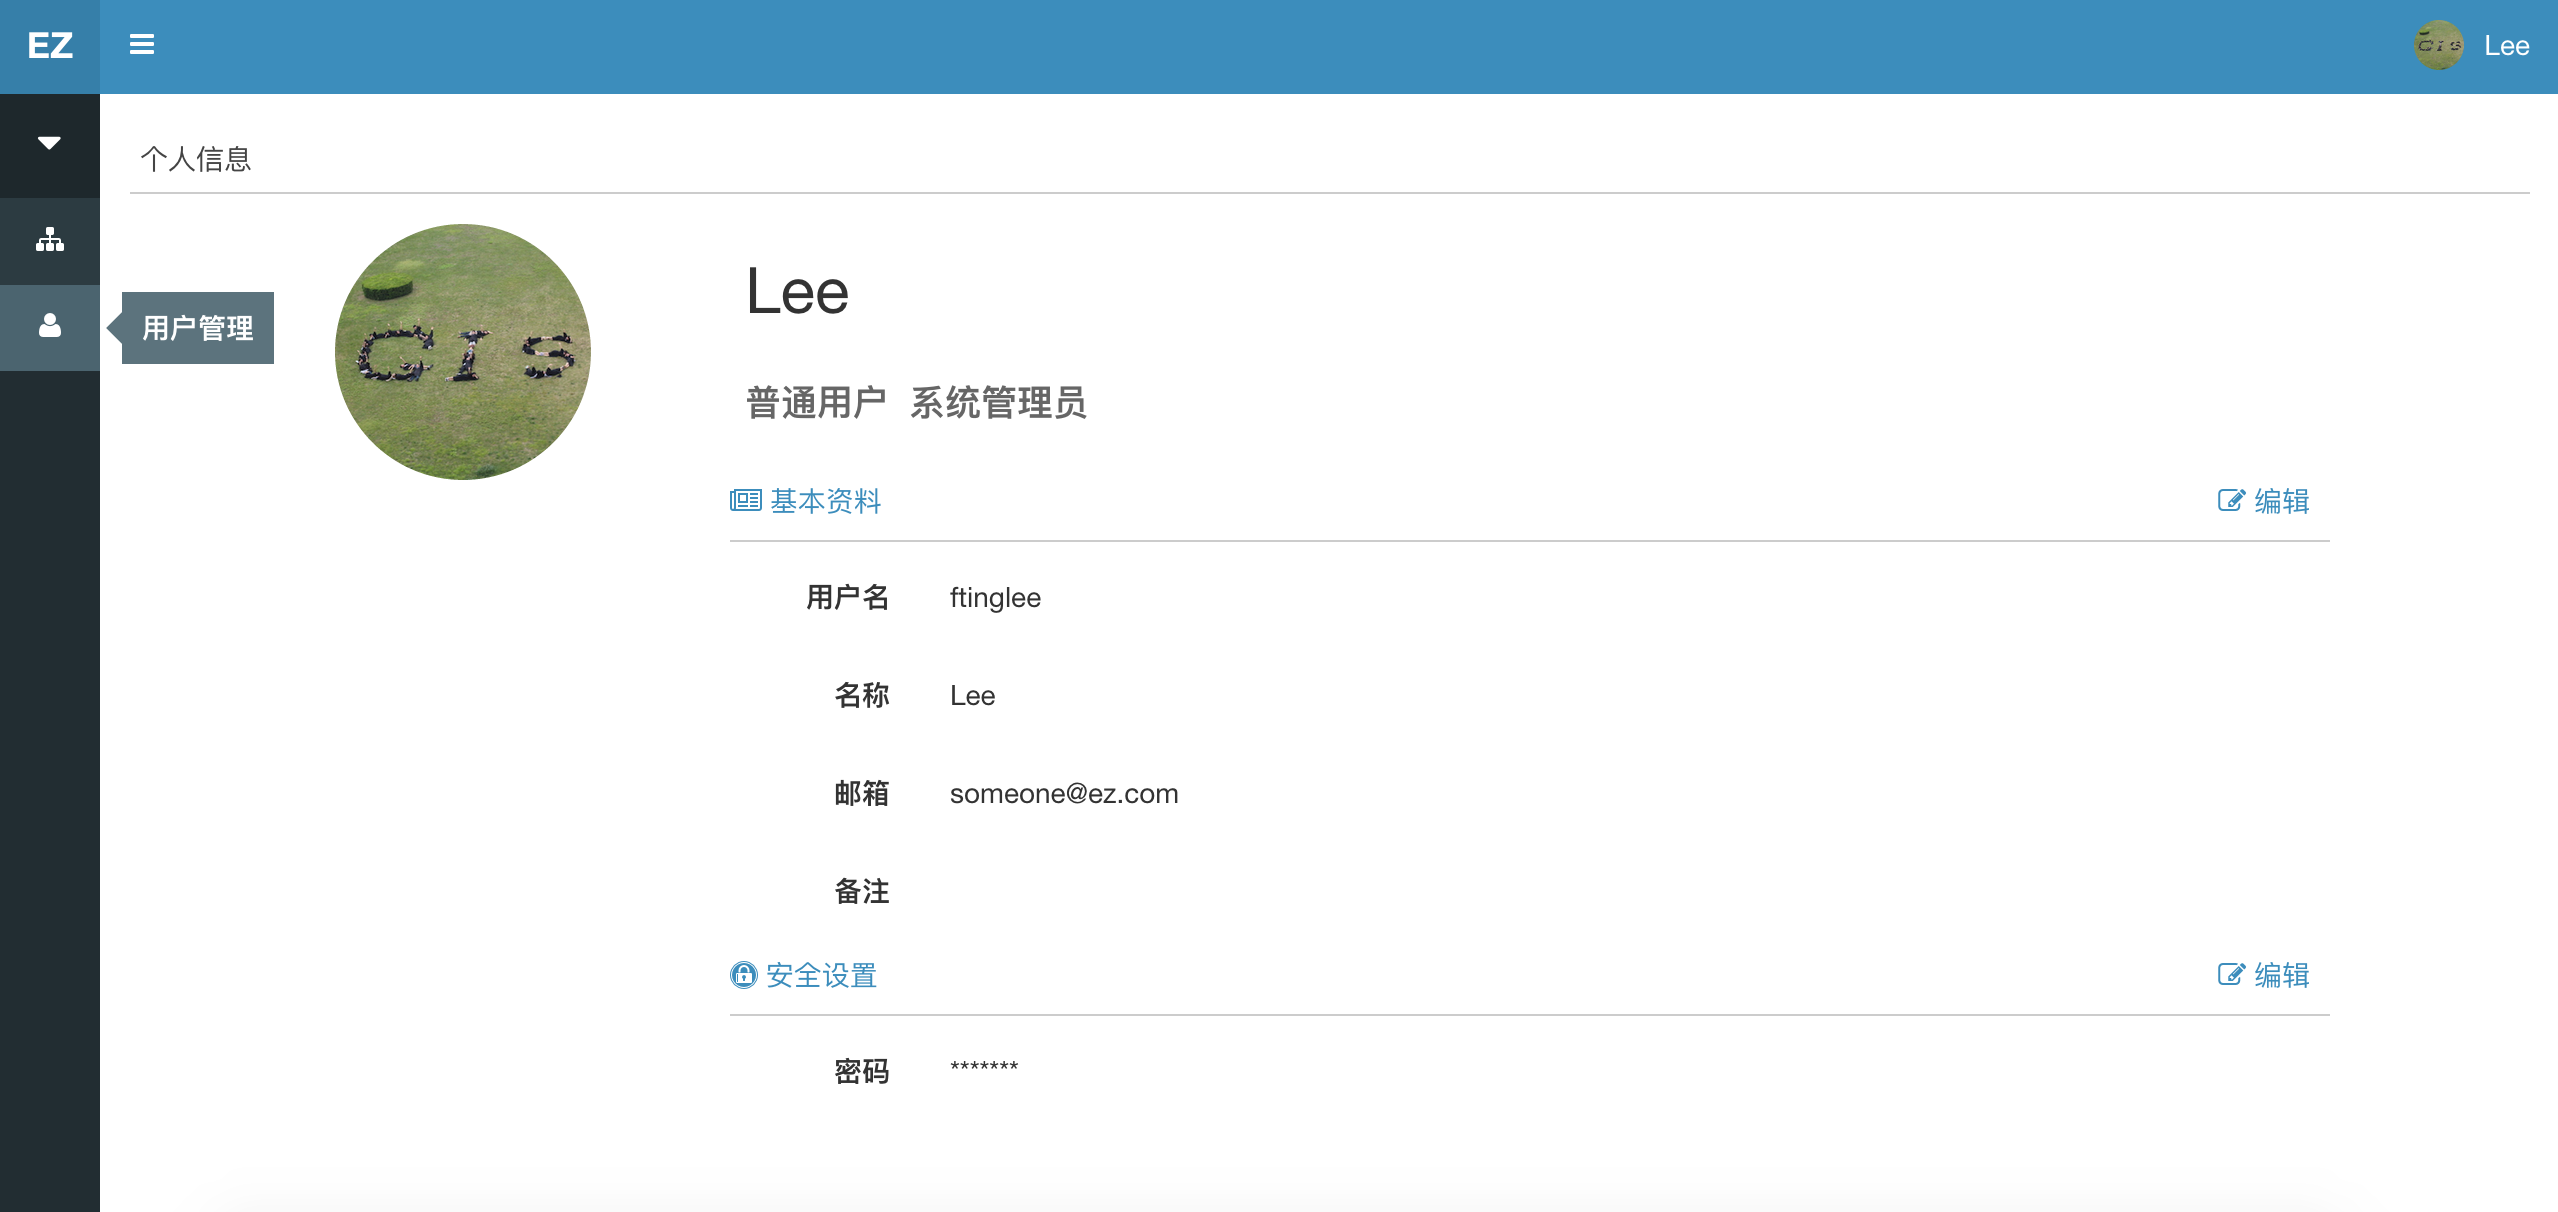 EZ
Lee
个人信息
用户管理
GIS
Lee
普通用户 系统管理员
基本资料 编辑
用户名 ftinglee
名称 Lee
邮箱 someone@ez.com
备注
安全设置 编辑
密码 *******